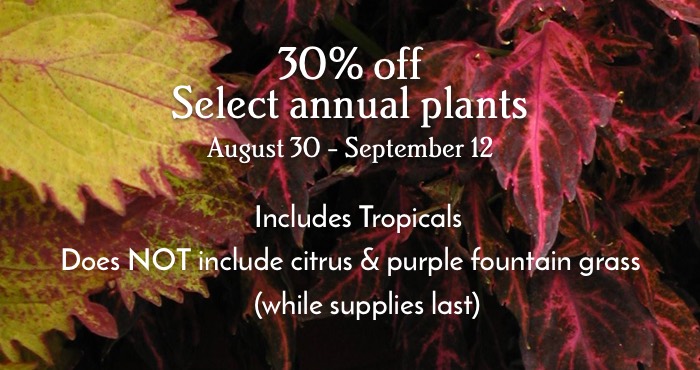 30% off
Select annual plants
August 30 - September 12
Includes Tropicals
Does NOT include citrus & purple fountain grass
(while supplies last)